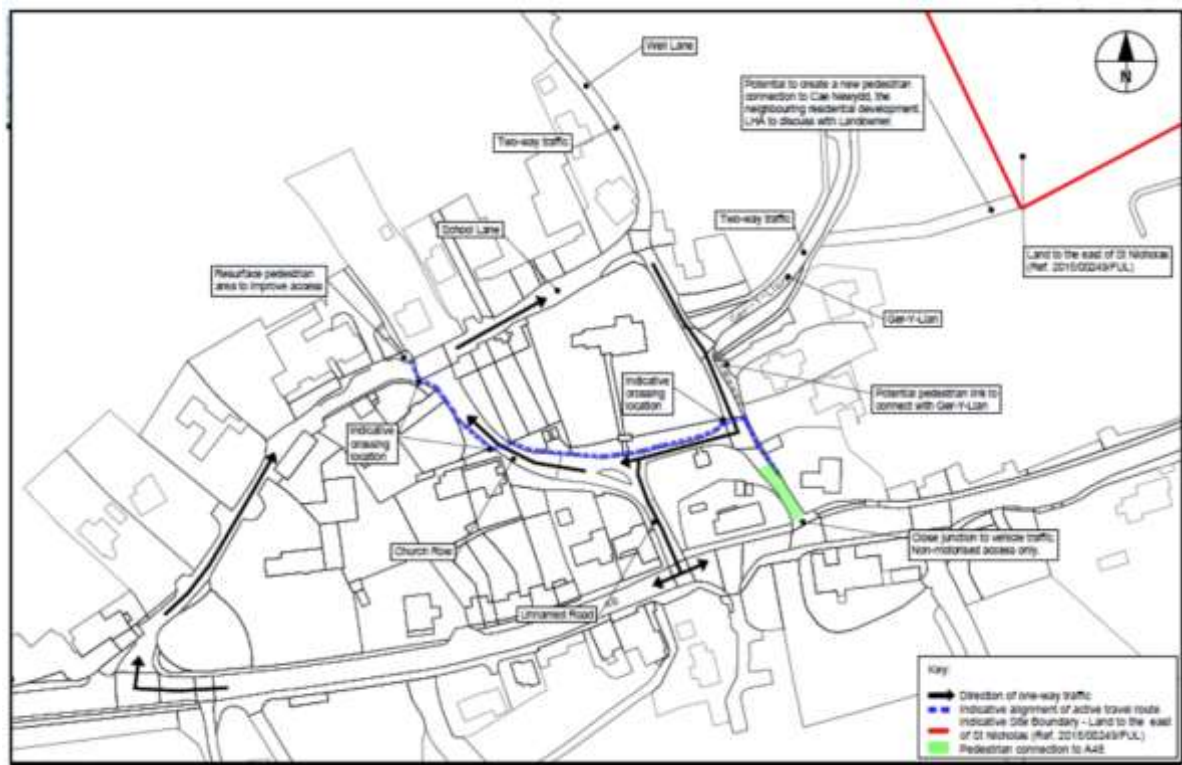 Well Lane
N
Potential to create a new pedestrian
connection to Cae Newydd, the
neighbouring residential development.
LHA to discuss with Landowner
Two-way traffic
School Lane
Two-way traffic
Land to the east of St Nicholas
(Ref. 2015/00249/FUL)
Resurface pedestrian
area to improve access
Ger-Y-Llan
Indicative
crossing
location
Potential pedestrian link to
connect with Ger-Y-Llan
Indicative
crossing
location
Church Row
Close junction to vehicle traffic.
Non-motorised access only.
Unnamed Road
Key:
Direction of one-way traffic
Indicative alignment of active travel route
Indicative Site Boundary - Land to the east
of St Nicholas (Ref. 2015/00249/FUL)
Pedestrian connection to A48